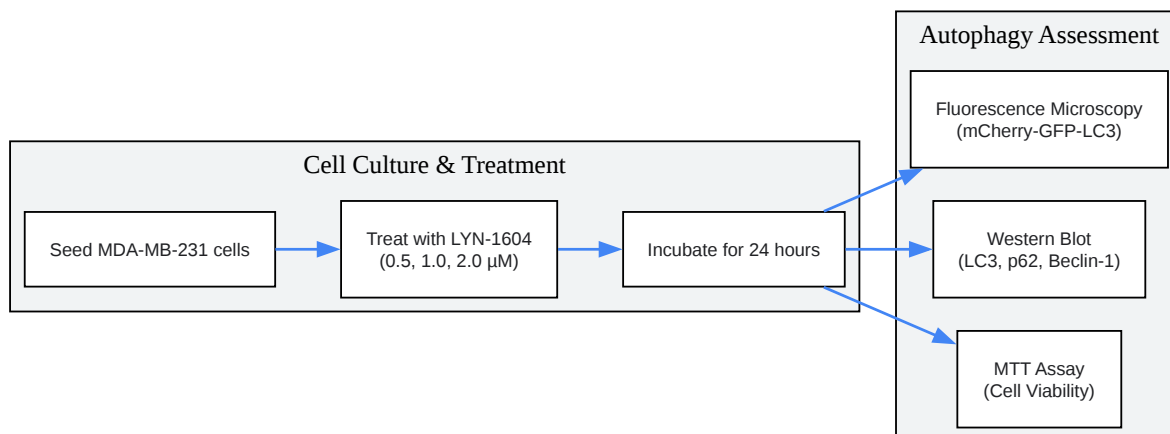 Cell Culture & Treatment
Seed MDA-MB-231 cells
Treat with LYN-1604
(0.5, 1.0, 2.0 µM)
Incubate for 24 hours
Autophagy Assessment
Fluorescence Microscopy
(mCherry-GFP-LC3)
Western Blot
(LC3, p62, Beclin-1)
MTT Assay
(Cell Viability)